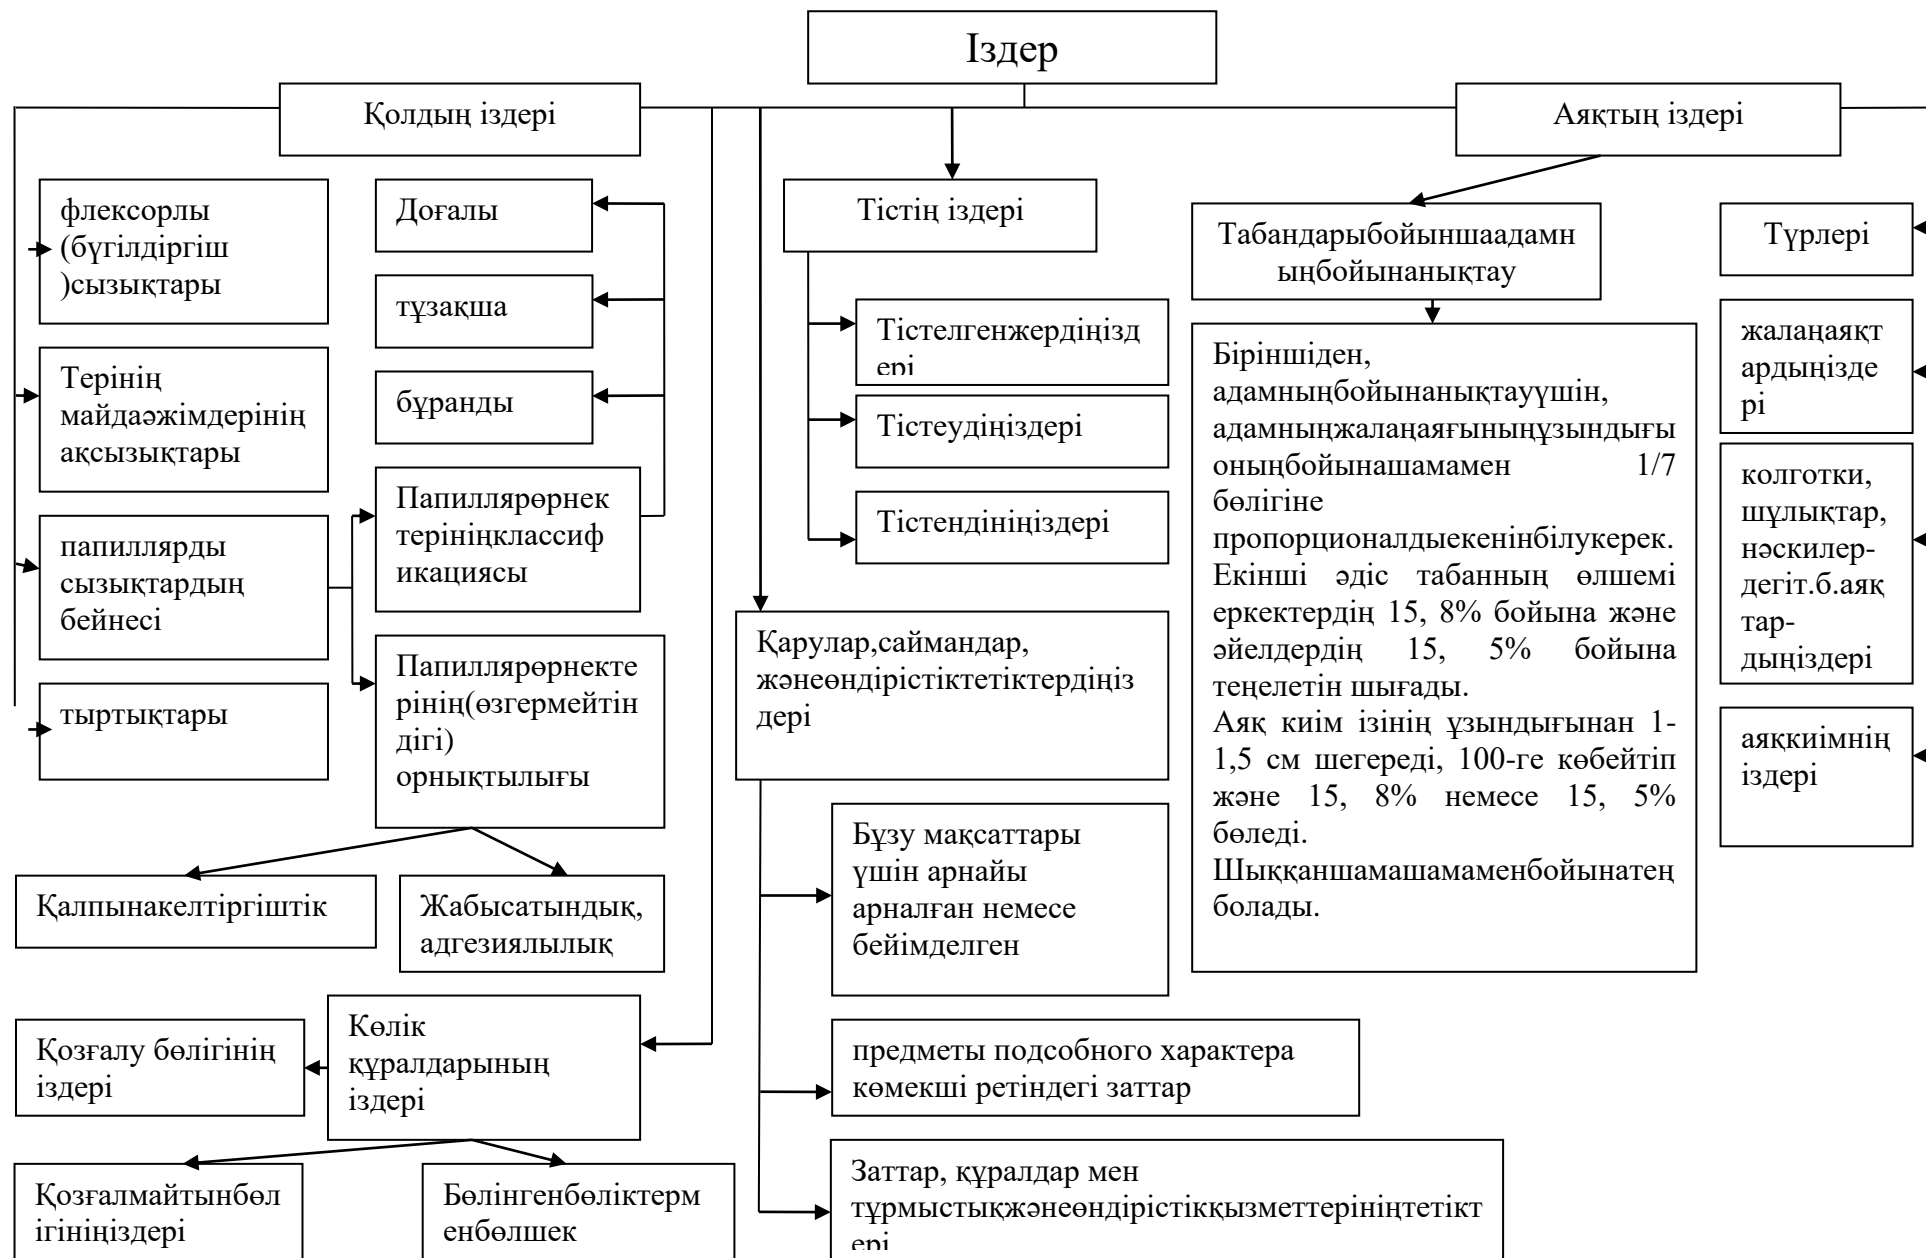 Іздер
Қолдың іздері
Аяқтың іздері
флексорлы
(бүгілдіргіш
)сызықтары
Терінің
майдаәжімдерінің
ақсызықтары
папиллярды
сызықтардың
бейнесі
тыртықтары
Доғалы
тұзақша
бұранды
Папиллярөрнек
терініңклассиф
икациясы
Папиллярөрнекте
рінің(өзгермейтін
дігі)
орнықтылығы
Қалпынакелтіргіштік
Жабысатындық,
адгезиялылық
Көлік
құралдарының
іздері
Қозғалу бөлігінің
іздері
Қозғалмайтынбөл
ігініңіздері
Бөлінгенбөліктерм
енбөлшек
Тістің іздері
Тістелгенжердіңізд
ері
Тістеудіңіздері
Тістендініңіздері
Қарулар,саймандар,
жәнеөндірістіктетіктердіңіз
дері
Бұзу мақсаттары
үшін арнайы
арналған немесе
бейімделген
предметы подсобного характера
көмекші ретіндегі заттар
Заттар, құралдар мен
тұрмыстықжәнеөндірістікқызметтерініңтетікт
ері
Табандарыбойыншаадамн
ыңбойынанықтау
Біріншіден,
адамныңбойынанықтауүшін,
адамныңжалаңаяғыныңұзындығы
оныңбойынашамамен 1/7
бөлігіне
пропорционалдыекенінбілукерек.
Екінші әдіс табанның өлшемі
еркектердің 15, 8% бойына және
әйелдердің 15, 5% бойына
теңелетін шығады.
Аяқ киім ізінің ұзындығынан 1-
1,5 см шегереді, 100-ге көбейтіп
және 15, 8% немесе 15, 5%
бөледі.
Шыққаншамашамаменбойынатең
болады.
Түрлері
жалаңаяқт
ардыңізде
рі
колготки,
шұлықтар,
нәскилер-
дегіт.б.аяқ
тар-
дыңіздері
аяқкиімнің
іздері